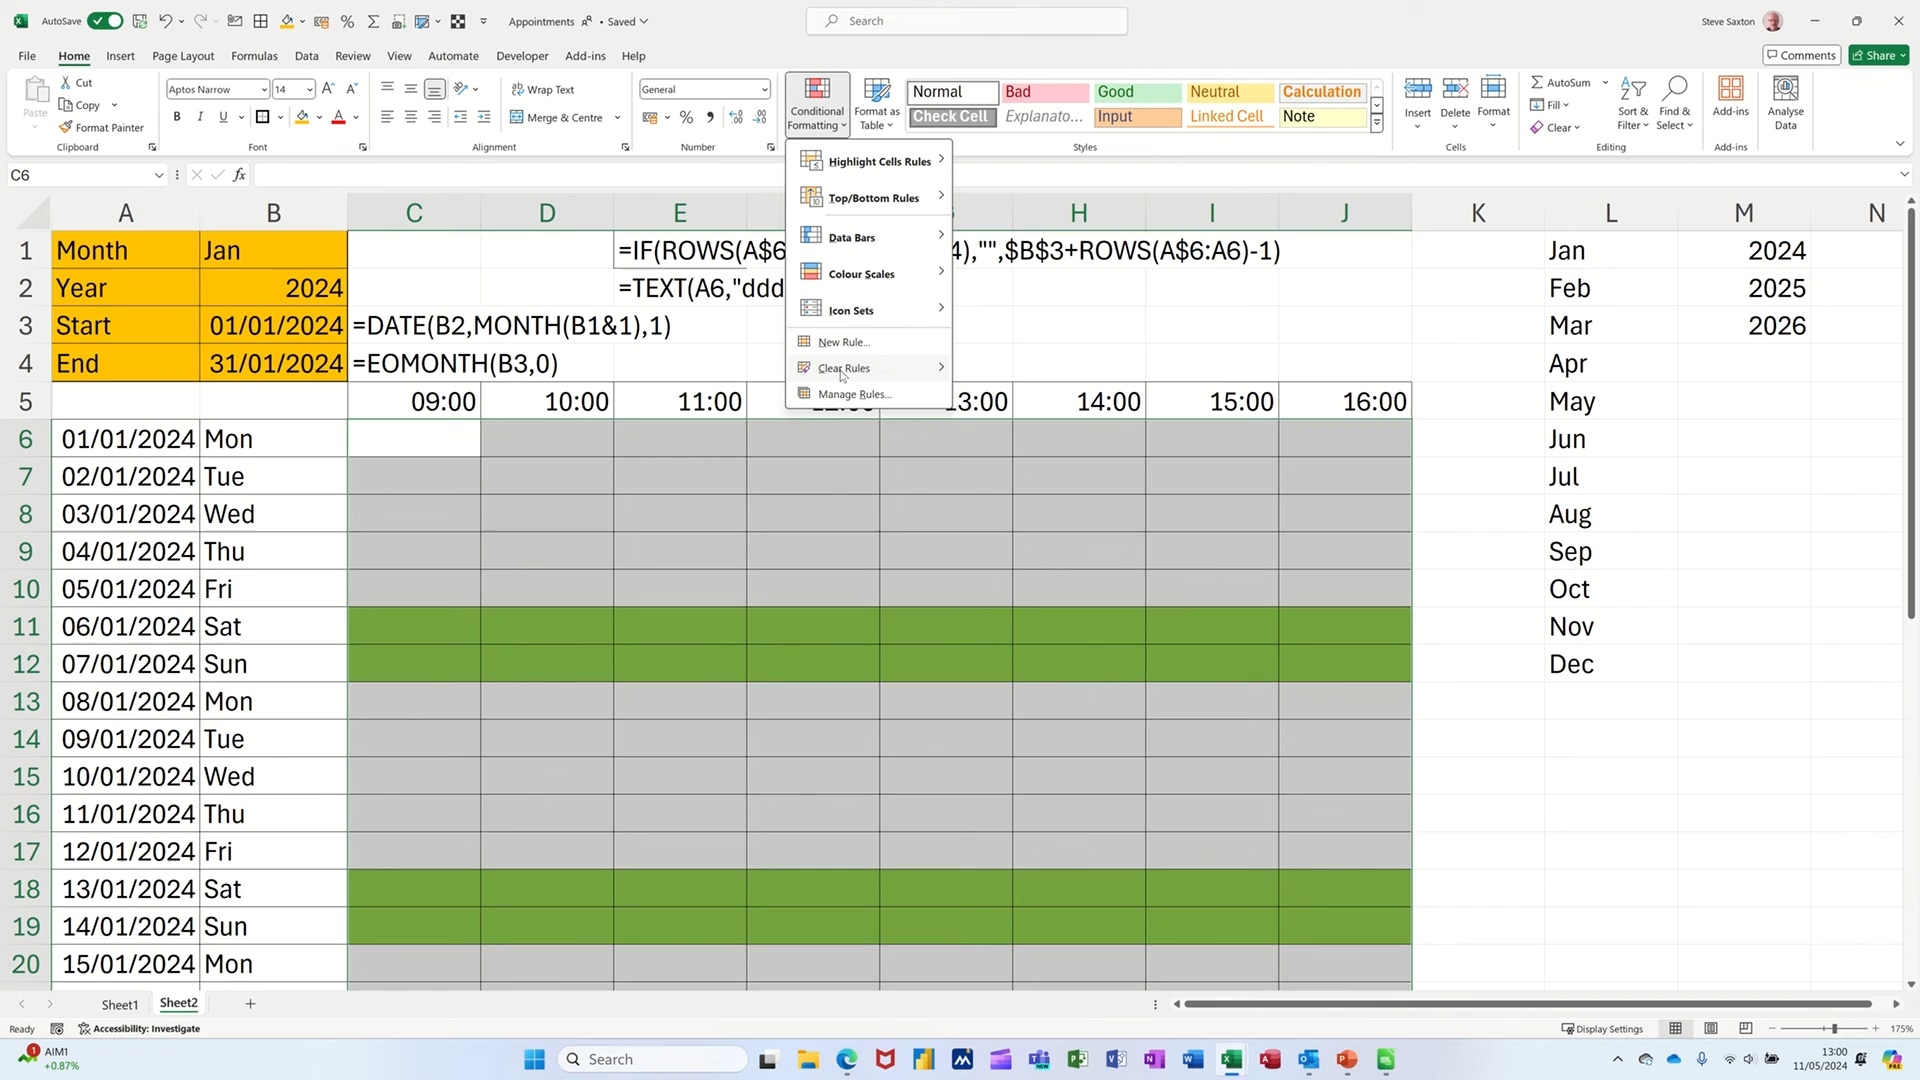 AutoSave Appointments • Saved Search Steve Saxton
File Home Insert Page Layout Formulas Data Review View Automate Developer Add-ins Help Comments Share
Paste Cut Copy Format Painter Clipboard
Aptos Narrow 14 B I U Font
Wrap Text Merge & Centre Alignment
General % Number
Conditional Formatting Format as Table
Normal Bad Good Neutral Calculation
Check Cell Explanato... Input Linked Cell Note
Styles
Insert Delete Format Cells
AutoSum Fill Clear Sort & Filter Find & Select Editing
Add-ins Add-ins
Analyse Data
C6 fx
Highlight Cells Rules
Top/Bottom Rules
Data Bars
Colour Scales
Icon Sets
New Rule...
Clear Rules
Manage Rules...
A B C D E H I J K L M N
1 Month Jan =IF(ROWS(A$6 4),"",$B$3+ROWS(A$6:A6)-1) Jan 2024
2 Year 2024 =TEXT(A6,"ddd Feb 2025
3 Start 01/01/2024 =DATE(B2,MONTH(B1&1),1) Mar 2026
4 End 31/01/2024 =EOMONTH(B3,0) Apr
5 09:00 10:00 11:00 12:00 13:00 14:00 15:00 16:00 May
6 01/01/2024 Mon Jun
7 02/01/2024 Tue Jul
8 03/01/2024 Wed Aug
9 04/01/2024 Thu Sep
10 05/01/2024 Fri Oct
11 06/01/2024 Sat Nov
12 07/01/2024 Sun Dec
13 08/01/2024 Mon
14 09/01/2024 Tue
15 10/01/2024 Wed
16 11/01/2024 Thu
17 12/01/2024 Fri
18 13/01/2024 Sat
19 14/01/2024 Sun
20 15/01/2024 Mon
Sheet1 Sheet2
Ready Accessibility: Investigate Display Settings 175%
1 AIM1
+0.87%
Search
13:00
11/05/2024